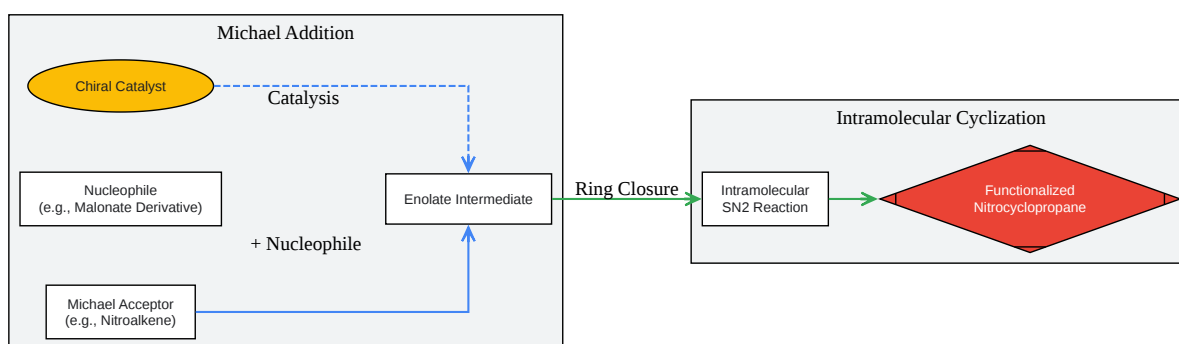 Michael Addition
Chiral Catalyst
Catalysis
Nucleophile
(e.g., Malonate Derivative)
Enolate Intermediate
+ Nucleophile
Michael Acceptor
(e.g., Nitroalkene)
Ring Closure
Intramolecular Cyclization
Intramolecular
SN2 Reaction
Functionalized
Nitrocyclopropane